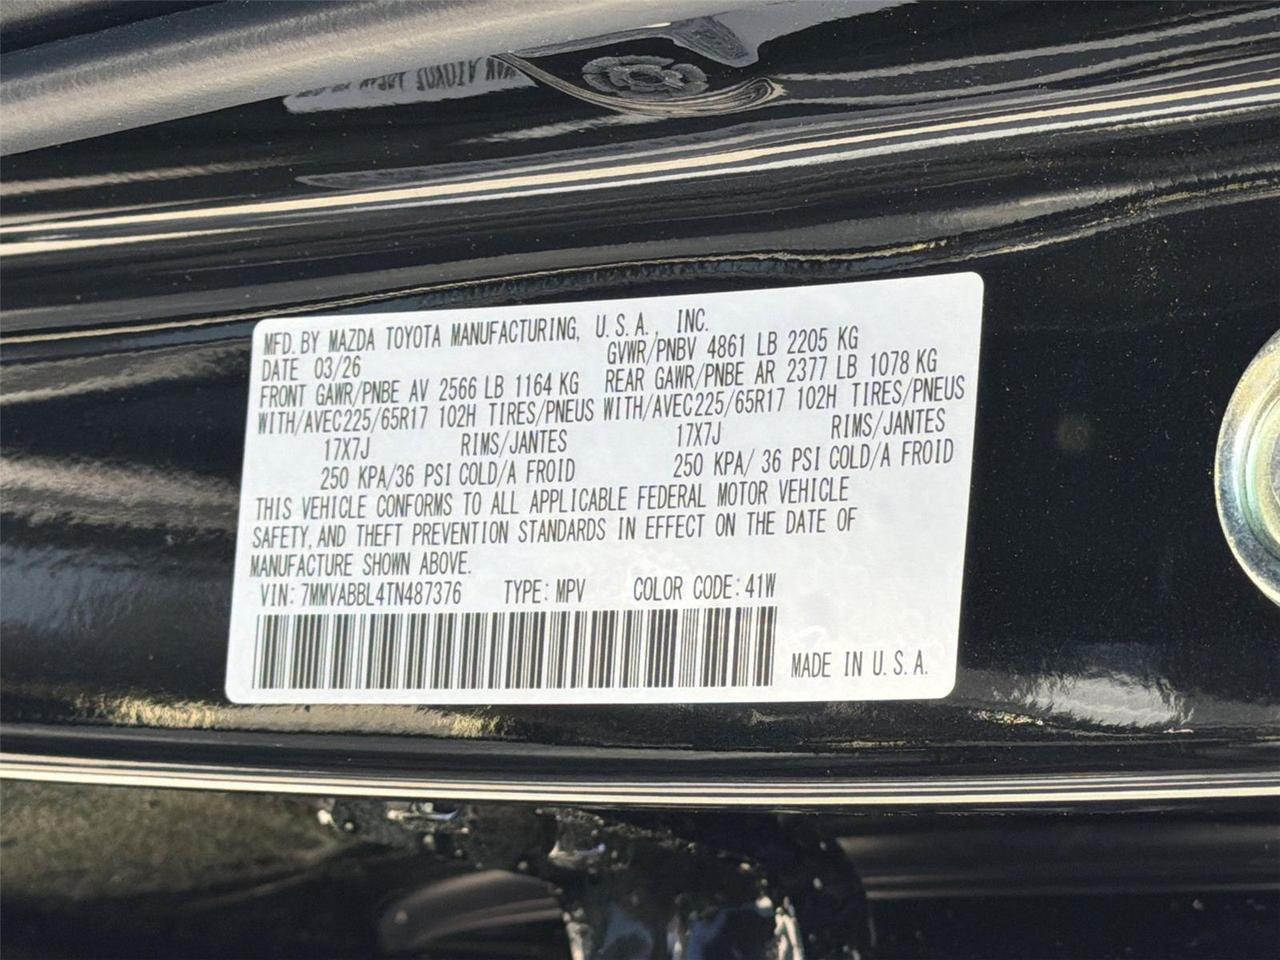 MFD. BY MAZDA TOYOTA MANUFACTURING, U.S.A., INC.
DATE 03/26 GVWR/PNBV 4861 LB 2205 KG
FRONT GAWR/PNBE AV 2566 LB 1164 KG REAR GAWR/PNBE AR 2377 LB 1078 KG
WITH/AVEC225/65R17 102H TIRES/PNEUS WITH/AVEC225/65R17 102H TIRES/PNEUS
17X7J RIMS/JANTES 17X7J RIMS/JANTES
250 KPA/36 PSI COLD/A FROID 250 KPA/ 36 PSI COLD/A FROID
THIS VEHICLE CONFORMS TO ALL APPLICABLE FEDERAL MOTOR VEHICLE
SAFETY, AND THEFT PREVENTION STANDARDS IN EFFECT ON THE DATE OF
MANUFACTURE SHOWN ABOVE.
VIN: 7MMVABBL4TN487376 TYPE: MPV COLOR CODE: 41W
MADE IN U.S.A.